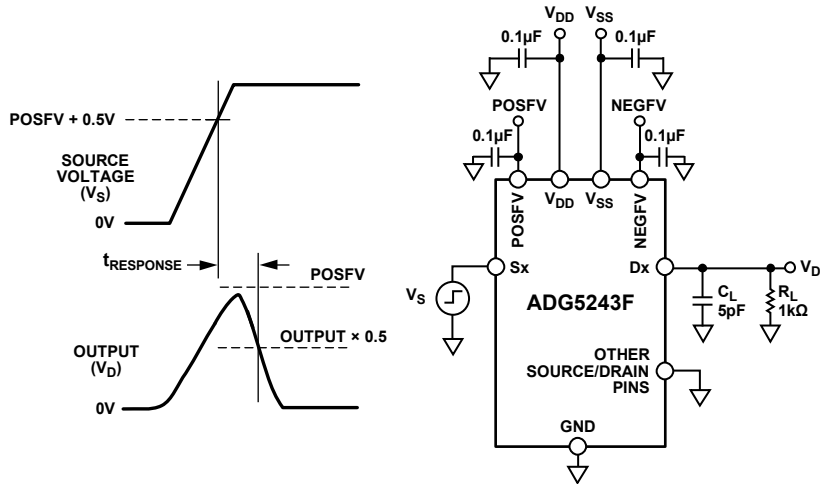 POSFV + 0.5V
SOURCE
VOLTAGE
(VS)
0V
tRESPONSE
POSFV
OUTPUT × 0.5
OUTPUT
(VD)
0V
VDD
VSS
0.1µF
0.1µF
POSFV
NEGFV
0.1µF
0.1µF
POSFV
VDD
VSS
NEGFV
Sx
Dx
VD
VS
ADG5243F
CL
5pF
RL
1kΩ
OTHER
SOURCE/DRAIN
PINS
GND